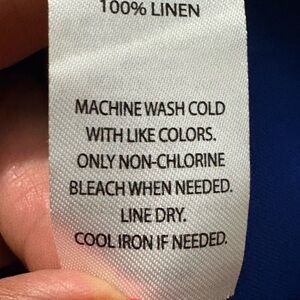 100% LINEN
MACHINE WASH COLD
WITH LIKE COLORS.
ONLY NON-CHLORINE
BLEACH WHEN NEEDED.
LINE DRY.
COOL IRON IF NEEDED.